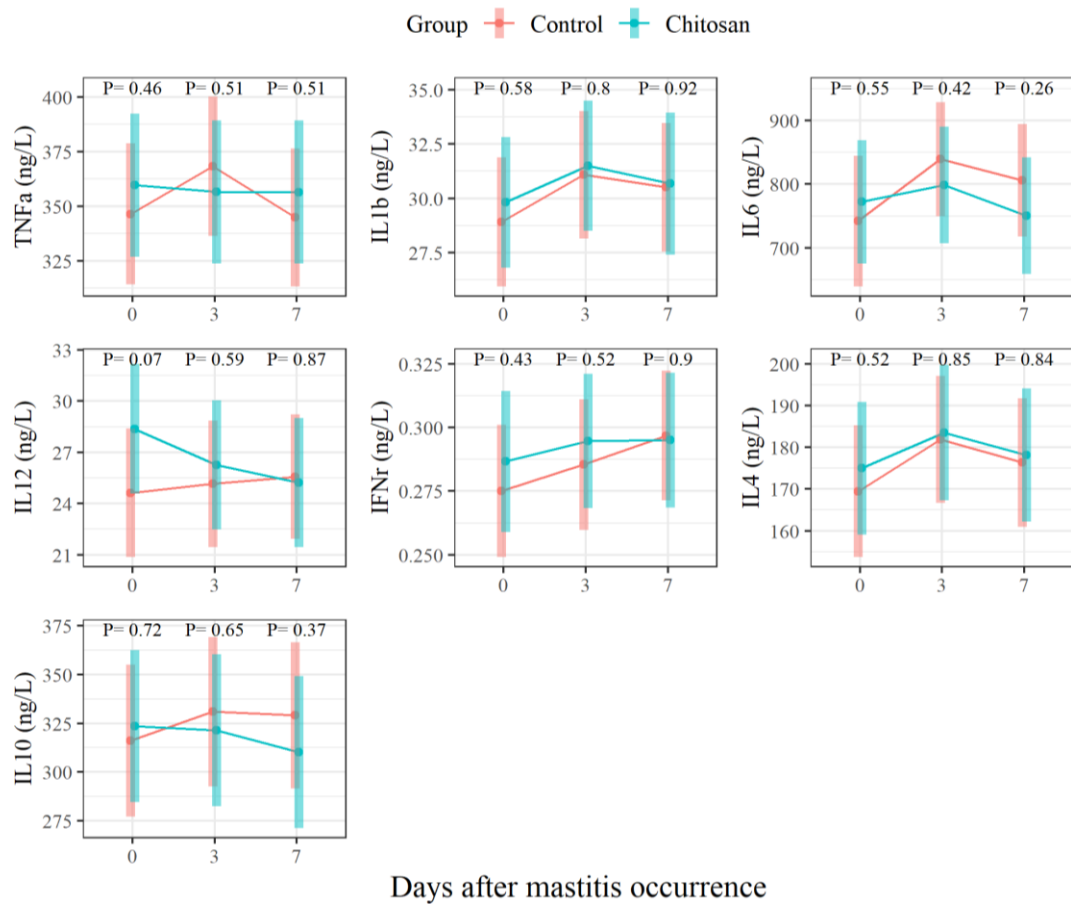 Group Control Chitosan
TNFa (ng/L)
400
375
350
325
P= 0.46 P= 0.51 P= 0.51
0 3 7
IL1b (ng/L)
35.0
32.5
30.0
27.5
P= 0.58 P= 0.8 P= 0.92
0 3 7
IL6 (ng/L)
900
800
700
P= 0.55 P= 0.42 P= 0.26
0 3 7
IL12 (ng/L)
33
30
27
24
21
P= 0.07 P= 0.59 P= 0.87
0 3 7
IFNr (ng/L)
0.325
0.300
0.275
0.250
P= 0.43 P= 0.52 P= 0.9
0 3 7
IL4 (ng/L)
200
190
180
170
160
P= 0.52 P= 0.85 P= 0.84
0 3 7
IL10 (ng/L)
375
350
325
300
275
P= 0.72 P= 0.65 P= 0.37
0 3 7
Days after mastitis occurrence